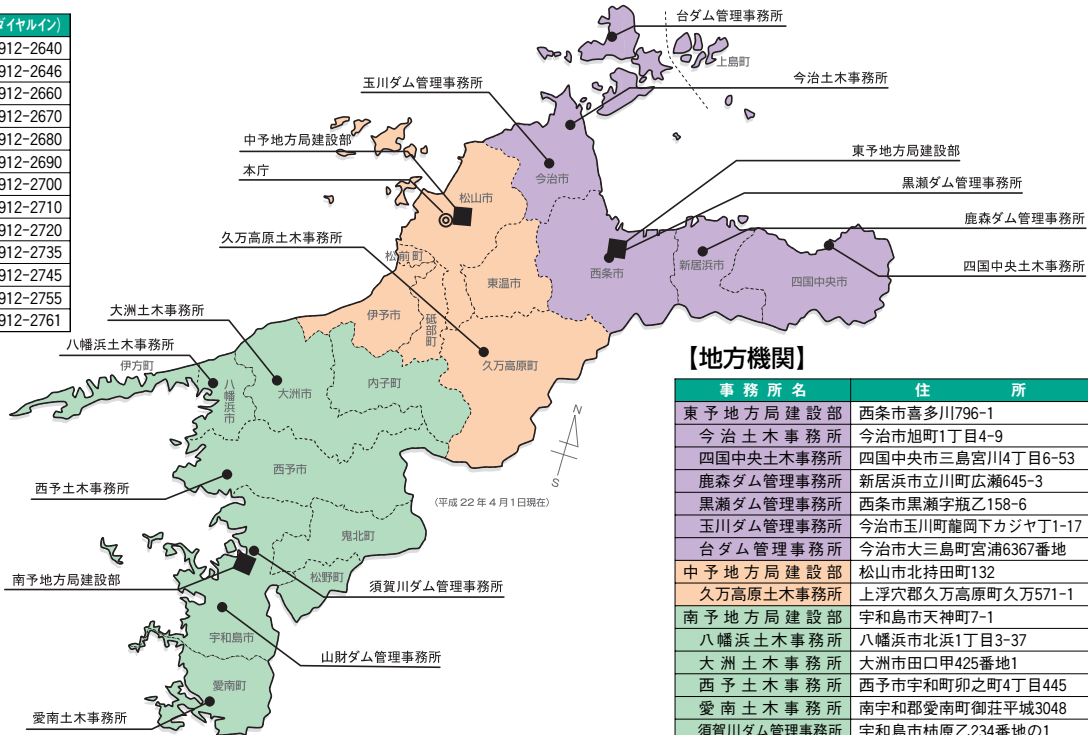 ダイヤルイン)
912-2640
912-2646
912-2660
912-2670
912-2680
912-2690
912-2700
912-2710
912-2720
912-2735
912-2745
912-2755
912-2761
台ダム管理事務所
上島町
今治土木事務所
玉川ダム管理事務所
中予地方局建設部
本庁
東予地方局建設部
黒瀬ダム管理事務所
鹿森ダム管理事務所
四国中央土木事務所
久万高原土木事務所
大洲土木事務所
八幡浜土木事務所
今治市
松山市
松前町
東温市
西条市
新居浜市
四国中央市
伊予市
砥部町
久万高原町
伊方町
八幡浜市
大洲市
内子町
西予市
西予土木事務所
鬼北町
松野町
南予地方局建設部
須賀川ダム管理事務所
宇和島市
山財ダム管理事務所
愛南町
愛南土木事務所
N
S
(平成22年4月1日現在)
【地方機関】
事務所名 住所
東予地方局建設部 西条市喜多川796-1
今治土木事務所 今治市旭町1丁目4-9
四国中央土木事務所 四国中央市三島宮川4丁目6-53
鹿森ダム管理事務所 新居浜市立川町広瀬645-3
黒瀬ダム管理事務所 西条市黒瀬字瓶乙158-6
玉川ダム管理事務所 今治市玉川町龍岡下カジヤ丁1-17
台ダム管理事務所 今治市大三島町宮浦6367番地
中予地方局建設部 松山市北持田町132
久万高原土木事務所 上浮穴郡久万高原町久万571-1
南予地方局建設部 宇和島市天神町7-1
八幡浜土木事務所 八幡浜市北浜1丁目3-37
大洲土木事務所 大洲市田口甲425番地1
西予土木事務所 西予市宇和町卯之町4丁目445
愛南土木事務所 南宇和郡愛南町御荘平城3048
須賀川ダム管理事務所 宇和島市柿原乙234番地の1